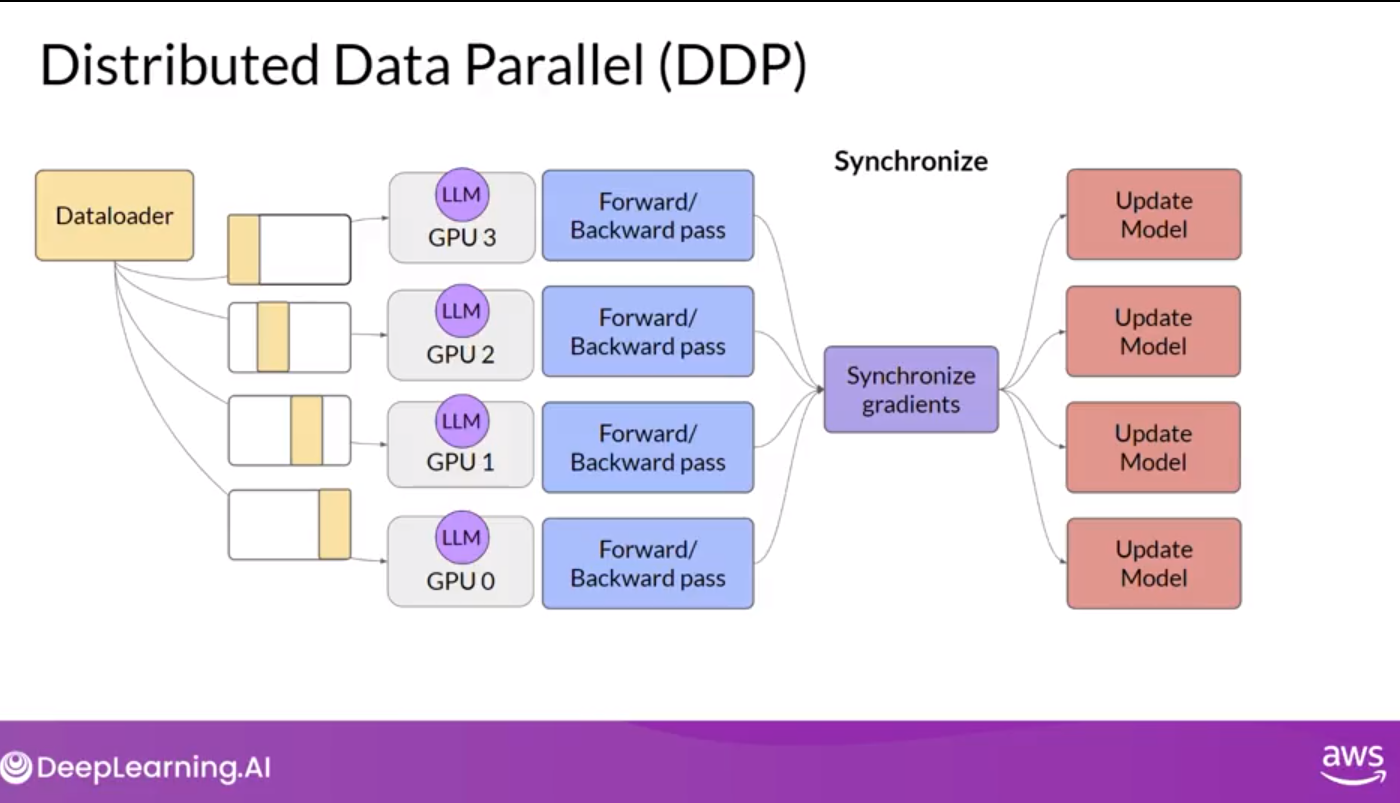 Distributed Data Parallel (DDP)
Synchronize
Dataloader
LLM
GPU 3
Forward/
Backward pass
Update
Model
LLM
GPU 2
Forward/
Backward pass
Update
Model
Synchronize
gradients
LLM
GPU 1
Forward/
Backward pass
Update
Model
LLM
GPU 0
Forward/
Backward pass
Update
Model
DeepLearning.AI
aws